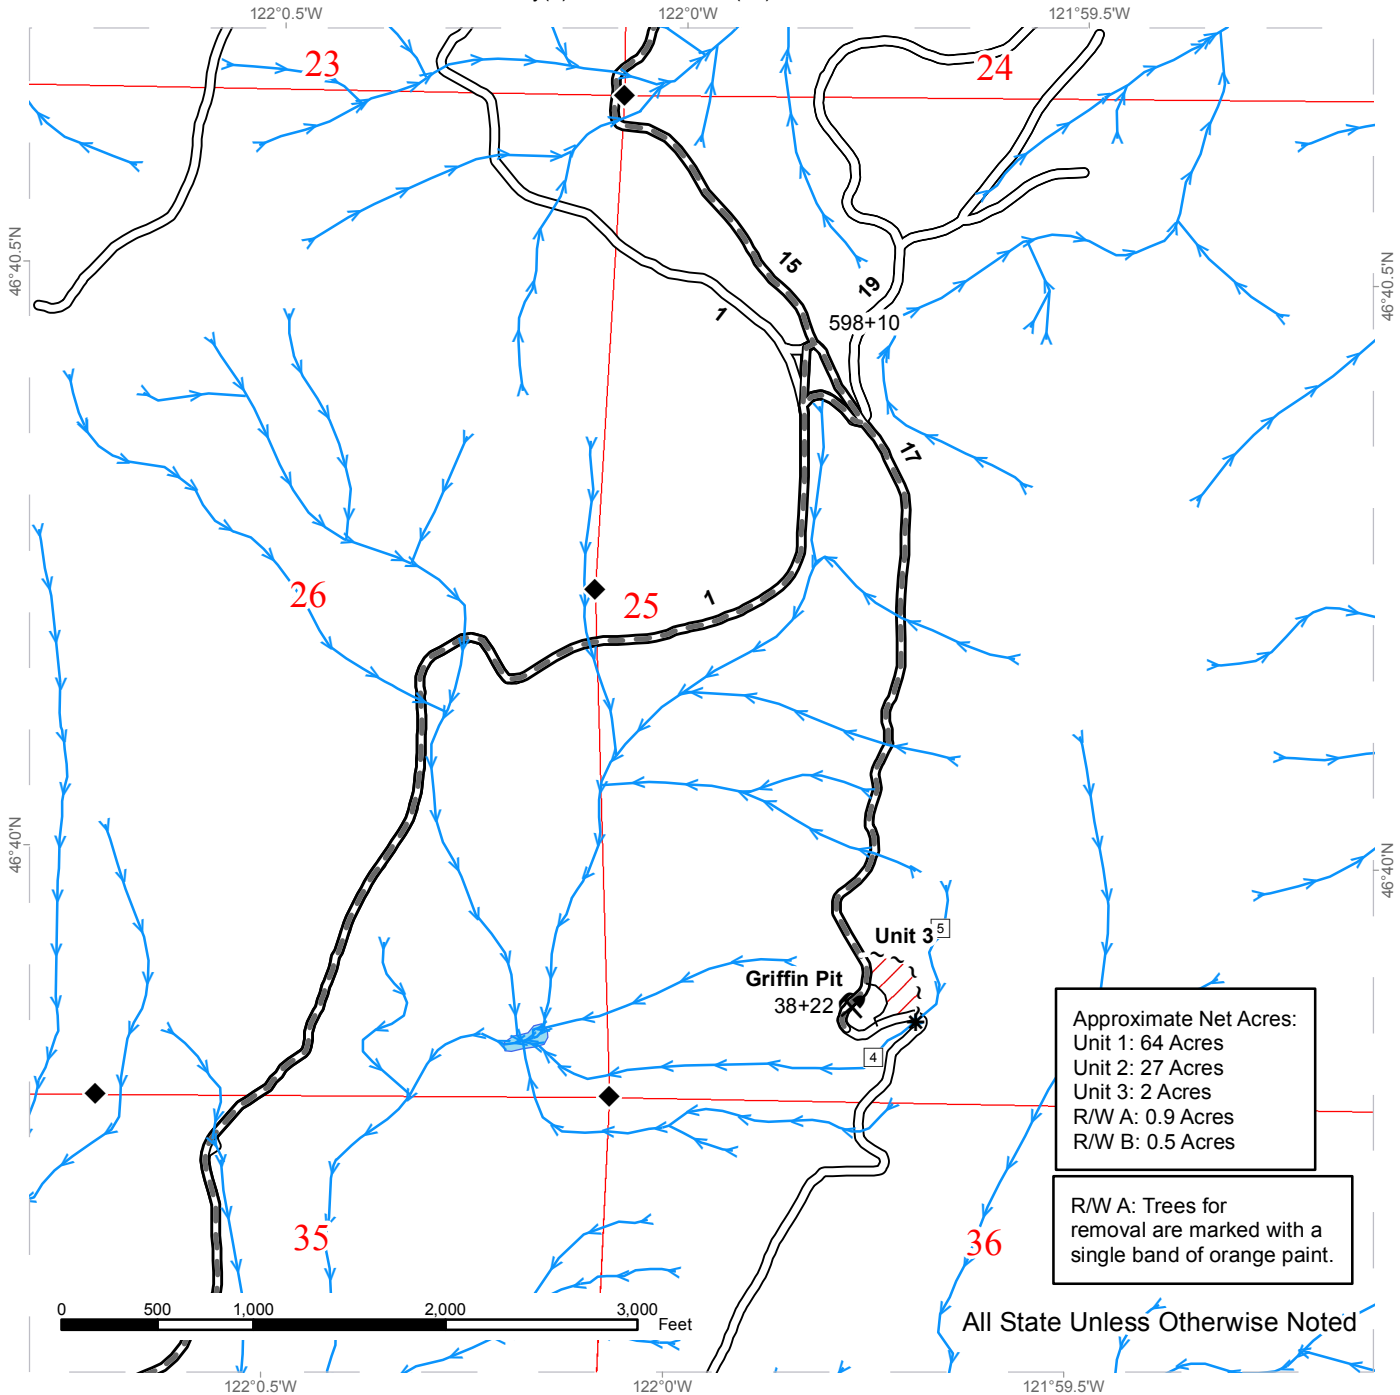 122°0.5'W
122°0'W
121°59.5'W
23
24
46°40.5'N
46°40.5'N
15
19
1
598+10
17
26
25
1
46°40'N
46°40'N
Unit 3
5
Griffin Pit
38+22
4
Approximate Net Acres:
Unit 1: 64 Acres
Unit 2: 27 Acres
Unit 3: 2 Acres
R/W A: 0.9 Acres
R/W B: 0.5 Acres
R/W A: Trees for
removal are marked with a
single band of orange paint.
35
36
0 500 1,000 2,000 3,000
Feet
All State Unless Otherwise Noted
122°0.5'W
122°0'W
121°59.5'W